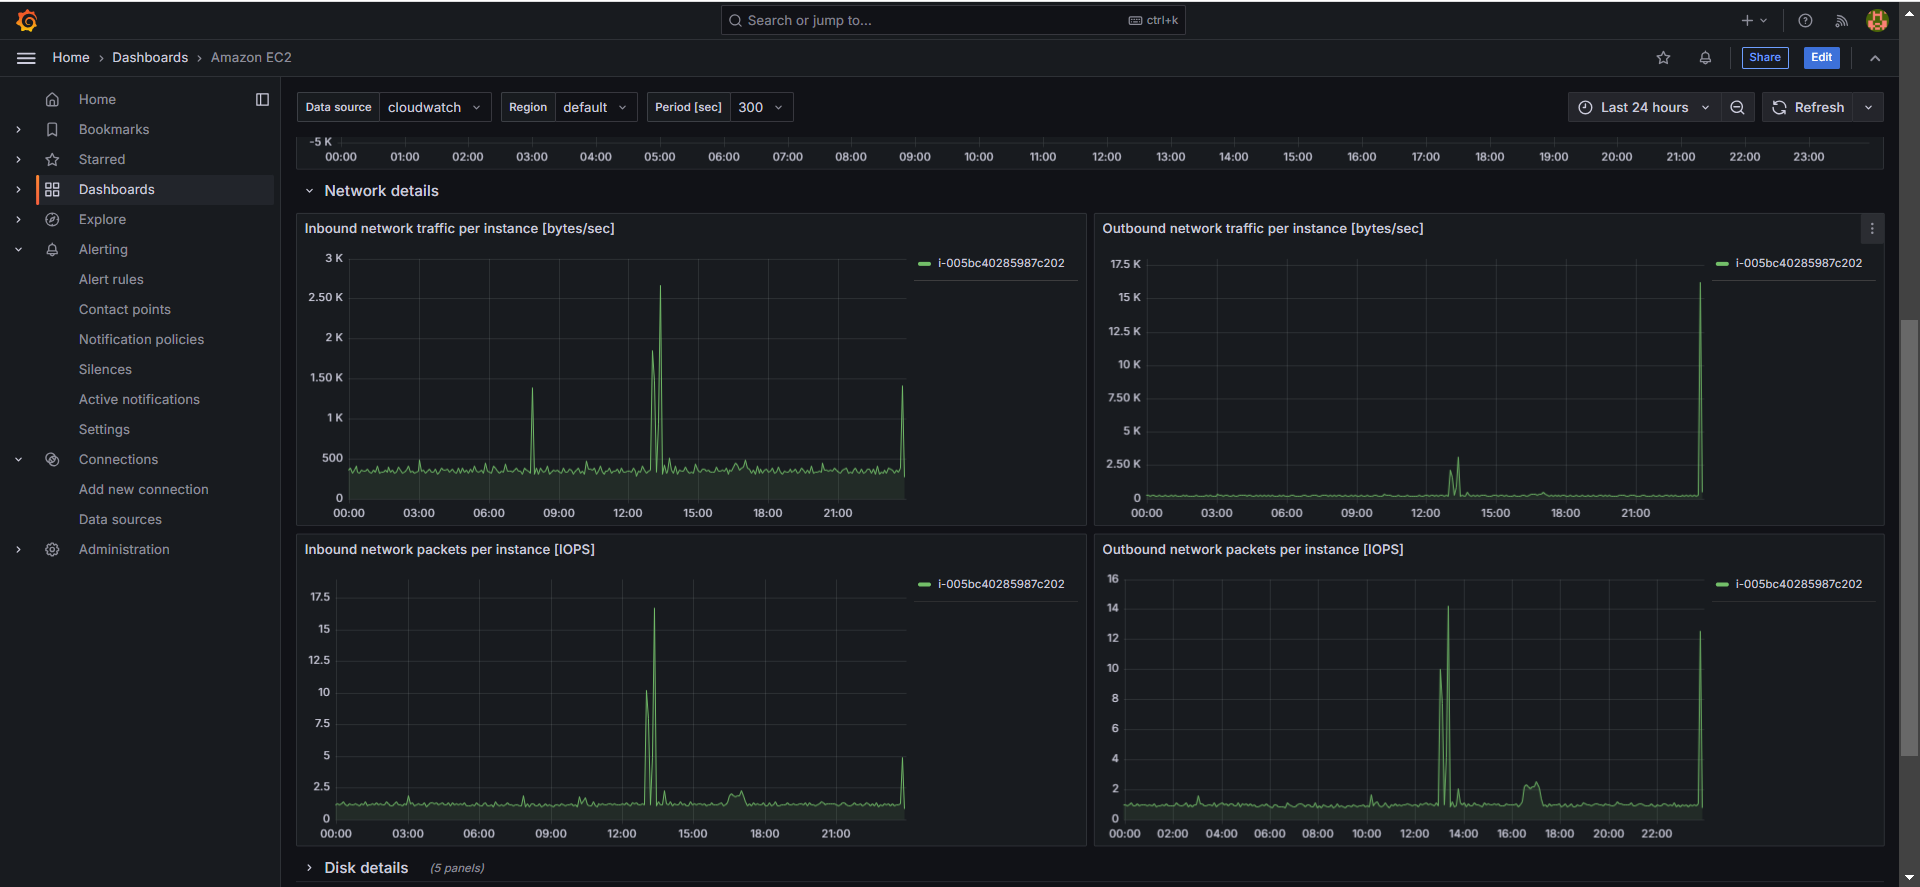 Search or jump to...
ctrl+k
Home
Dashboards
Amazon EC2
Share
Edit
Home
Bookmarks
Starred
Dashboards
Explore
Alerting
Alert rules
Contact points
Notification policies
Silences
Active notifications
Settings
Connections
Add new connection
Data sources
Administration
Data source cloudwatch
Region default
Period [sec] 300
Last 24 hours
Refresh
-5 K
00:00 01:00 02:00 03:00 04:00 05:00 06:00 07:00 08:00 09:00 10:00 11:00 12:00 13:00 14:00 15:00 16:00 17:00 18:00 19:00 20:00 21:00 22:00 23:00
Network details
Inbound network traffic per instance [bytes/sec]
3 K
2.50 K
2 K
1.50 K
1 K
500
0
00:00 03:00 06:00 09:00 12:00 15:00 18:00 21:00
i-005bc40285987c202
Outbound network traffic per instance [bytes/sec]
17.5 K
15 K
12.5 K
10 K
7.50 K
5 K
2.50 K
0
00:00 03:00 06:00 09:00 12:00 15:00 18:00 21:00
i-005bc40285987c202
Inbound network packets per instance [IOPS]
17.5
15
12.5
10
7.5
5
2.5
0
00:00 03:00 06:00 09:00 12:00 15:00 18:00 21:00
i-005bc40285987c202
Outbound network packets per instance [IOPS]
16
14
12
10
8
6
4
2
0
00:00 02:00 04:00 06:00 08:00 10:00 12:00 14:00 16:00 18:00 20:00 22:00
i-005bc40285987c202
Disk details (5 panels)